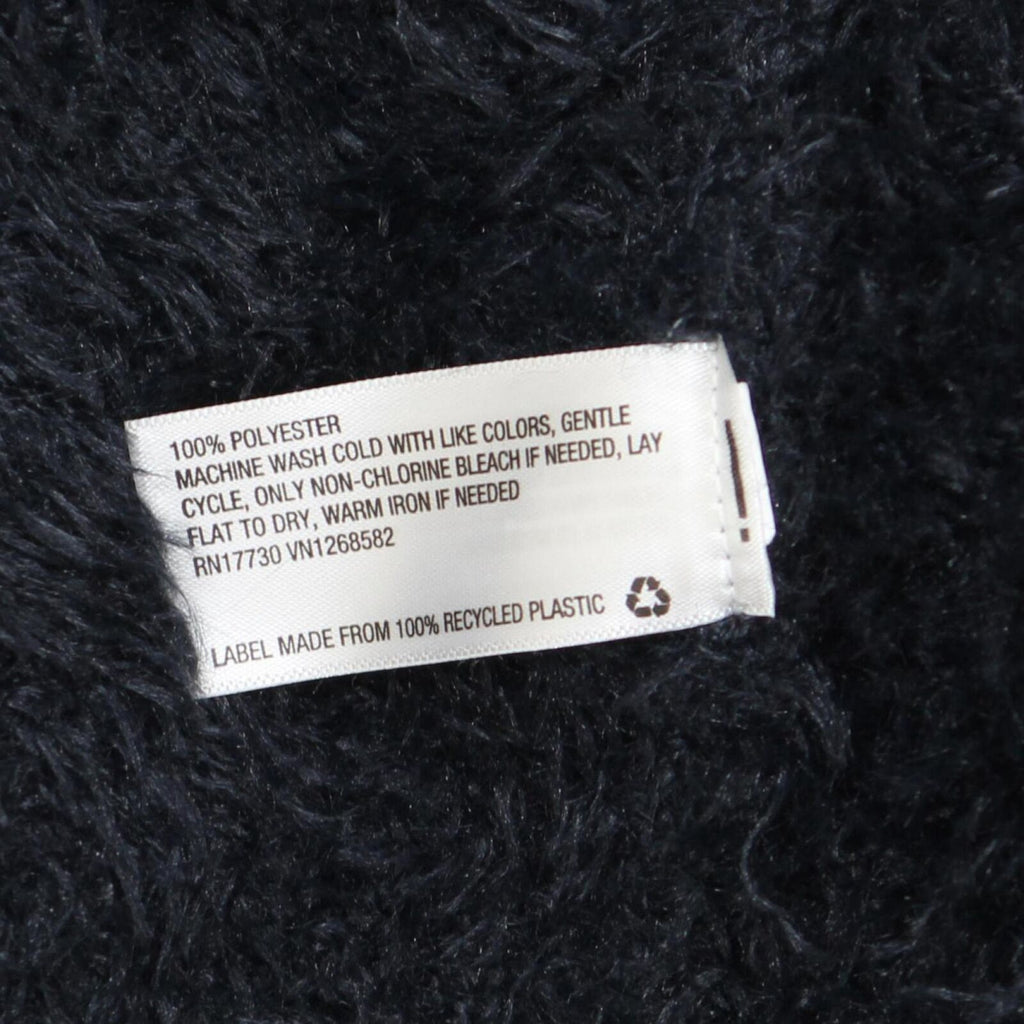 100% POLYESTER
MACHINE WASH COLD WITH LIKE COLORS, GENTLE
CYCLE, ONLY NON-CHLORINE BLEACH IF NEEDED, LAY
FLAT TO DRY, WARM IRON IF NEEDED
RN17730 VN1268582
LABEL MADE FROM 100% RECYCLED PLASTIC